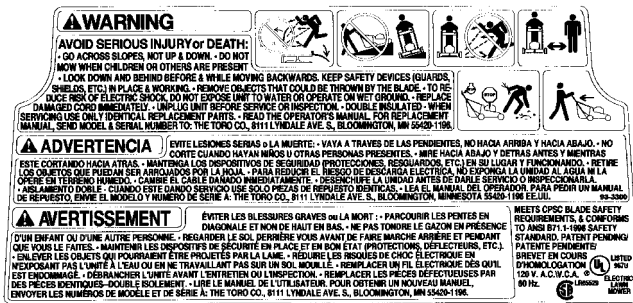 WARNING
AVOID SERIOUS INJURY or DEATH:
• GO ACROSS SLOPES, NOT UP & DOWN. • DO NOT
MOW WHEN CHILDREN OR OTHERS ARE PRESENT
• LOOK DOWN AND BEHIND BEFORE & WHILE MOVING BACKWARDS. KEEP SAFETY DEVICES (GUARDS,
SHIELDS, ETC.) IN PLACE & WORKING. • REMOVE OBJECTS THAT COULD BE THROWN BY THE BLADE. • TO RE-
DUCE RISK OF ELECTRIC SHOCK, DO NOT EXPOSE UNIT TO WATER OR OPERATE ON WET GROUND. • REPLACE
DAMAGED CORD IMMEDIATELY. • UNPLUG UNIT BEFORE SERVICE OR INSPECTION. • DOUBLE INSULATED - WHEN
SERVICING USE ONLY IDENTICAL REPLACEMENT PARTS. • READ THE OPERATOR'S MANUAL. FOR REPLACEMENT
MANUAL, SEND MODEL & SERIAL NUMBER TO: THE TORO CO., 8111 LYNDALE AVE. S., BLOOMINGTON, MN 55420-1196.
STOP
ADVERTENCIA
EVITE LESIONES SERIAS o LA MUERTE: • VAYA A TRAVES DE LAS PENDIENTES, NO HACIA ARRIBA Y HACIA ABAJO. • NO
CORTE CUANDO HAYAN NIÑOS U OTRAS PERSONAS PRESENTES. • MIRE HACIA ABAJO Y DETRAS ANTES Y MIENTRAS
ESTE CORTANDO HACIA ATRAS. • MANTENGA LOS DISPOSITIVOS DE SEGURIDAD (PROTECCIONES, RESGUARDOS, ETC.) EN SU LUGAR Y FUNCIONANDO. • RETIRE
LOS OBJETOS QUE PUEDAN SER ARROJADOS POR LA HOJA. • PARA REDUCIR EL RIESGO DE DESCARGA ELECTRICA, NO EXPONGA LA UNIDAD AL AGUA NI LA
OPERE EN TERRENO HUMEDO. • CAMBIE EL CABLE DAÑADO INMEDIATAMENTE. • DESENCHUFE LA UNIDAD ANTES DE DARLE SERVICIO O INSPECCIONARLA.
• AISLAMIENTO DOBLE - CUANDO ESTE DANDO SERVICIO USE SOLO PIEZAS DE REPUESTO IDENTICAS. • LEA EL MANUAL DEL OPERADOR. PARA PEDIR UN MANUAL
DE REPUESTO, ENVIE EL MODELO Y NUMERO DE SERIE A: THE TORO CO., 8111 LYNDALE AVE. S., BLOOMINGTON, MINNESOTA 55420-1196 EE.UU.
93-3300
AVERTISSEMENT
ÉVITER LES BLESSURES GRAVES ou LA MORT : • PARCOURIR LES PENTES EN
DIAGONALE ET NON DE HAUT EN BAS. • NE PAS TONDRE LE GAZON EN PRÉSENCE
D'UN ENFANT OU D'UNE AUTRE PERSONNE. • REGARDER LE SOL DERRIÈRE VOUS AVANT DE FAIRE MARCHE ARRIÈRE ET PENDANT
QUE VOUS LE FAITES. • MAINTENIR LES DISPOSITIFS DE SÉCURITÉ EN PLACE ET EN BON ÉTAT (PROTECTIONS, DÉFLECTEURS, ETC.).
• ENLEVER LES OBJETS QUI POURRAIENT ÊTRE PROJETÉS PAR LA LAME. • RÉDUIRE LES RISQUES DE CHOC ÉLECTRIQUE EN
N'EXPOSANT PAS L'UNITÉ À L'EAU OU EN NE TRAVAILLANT PAS SUR UN SOL MOUILLÉ. • REMPLACER UN FIL ÉLECTRIQUE DÈS QU'IL
EST ENDOMMAGÉ. • DÉBRANCHER L'UNITÉ AVANT L'ENTRETIEN OU L'INSPECTION. • REMPLACER LES PIÈCES DÉFECTUEUSES PAR
DES PIÈCES IDENTIQUES–DOUBLE ISOLEMENT. • LIRE LE MANUEL DE L'UTILISATEUR. POUR OBTENIR UN NOUVEAU MANUEL,
ENVOYER LES NUMÉROS DE MODÈLE ET DE SÉRIE À: THE TORO CO., 8111 LYNDALE AVE. S., BLOOMINGTON, MN 55420-1196.
MEETS CPSC BLADE SAFETY
REQUIREMENTS, & CONFORMS
TO ANSI B71.1-1996 SAFETY
STANDARD. PATENT PENDING/
PATENTE PENDIENTE/
BREVET EN COURS
D'HOMOLOGATION
120 V. A.C./W.C.A.
60 Hz.
LR65529
UL
LISTED
967U
ELECTRIC
LAWN
MOWER